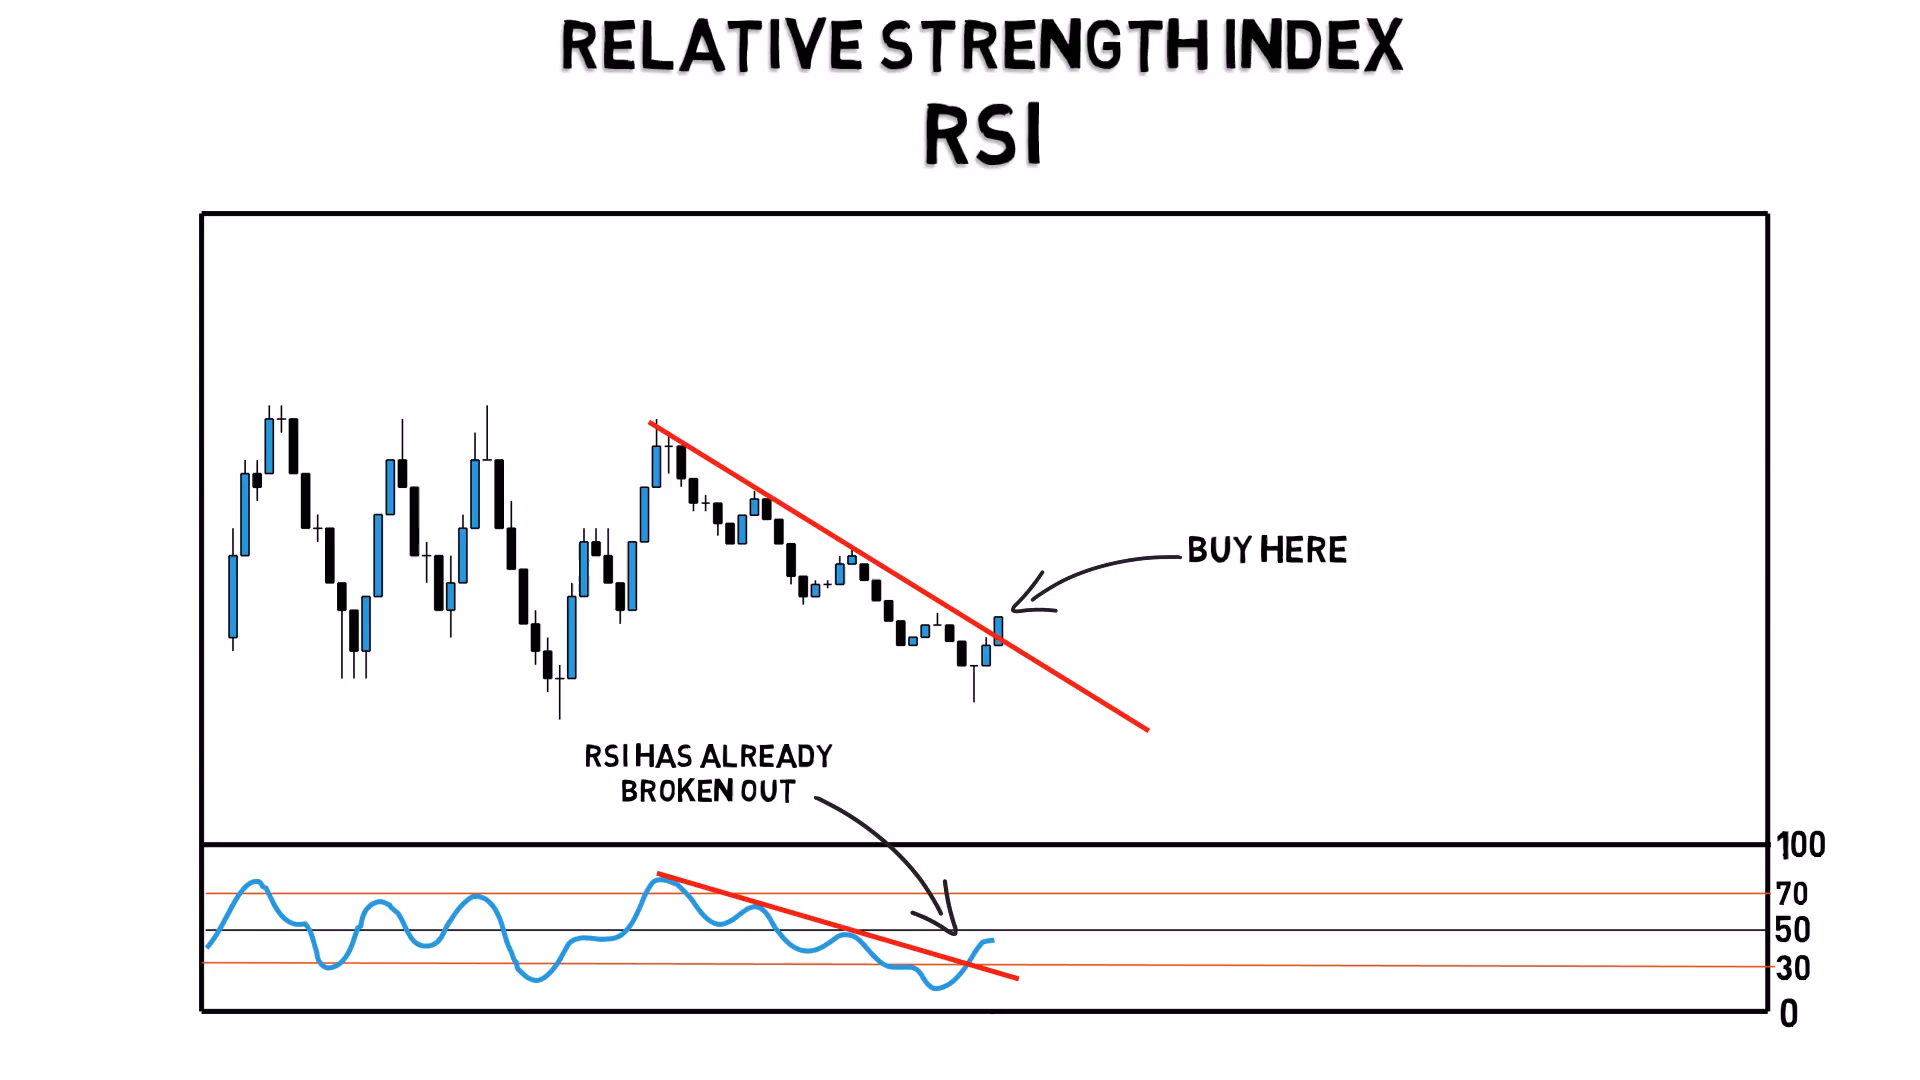 RELATIVE STRENGTH INDEX
RSI
BUY HERE
RSI HAS ALREADY
BROKEN OUT
100
70
50
30
0